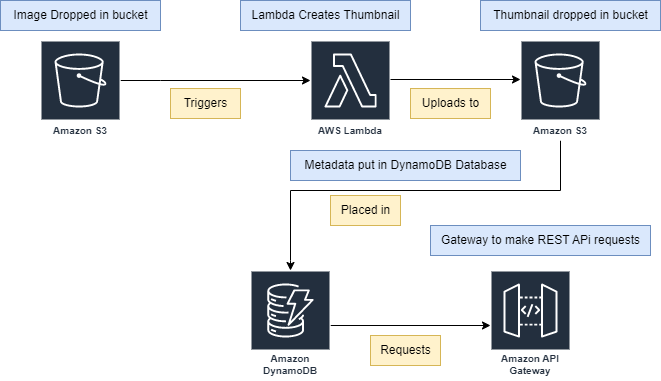 Image Dropped in bucket
Lambda Creates Thumbnail
Thumbnail dropped in bucket
Triggers
Uploads to
Amazon S3
AWS Lambda
Amazon S3
Metadata put in DynamoDB Database
Placed in
Gateway to make REST APi requests
Requests
Amazon
DynamoDB
Amazon API
Gateway